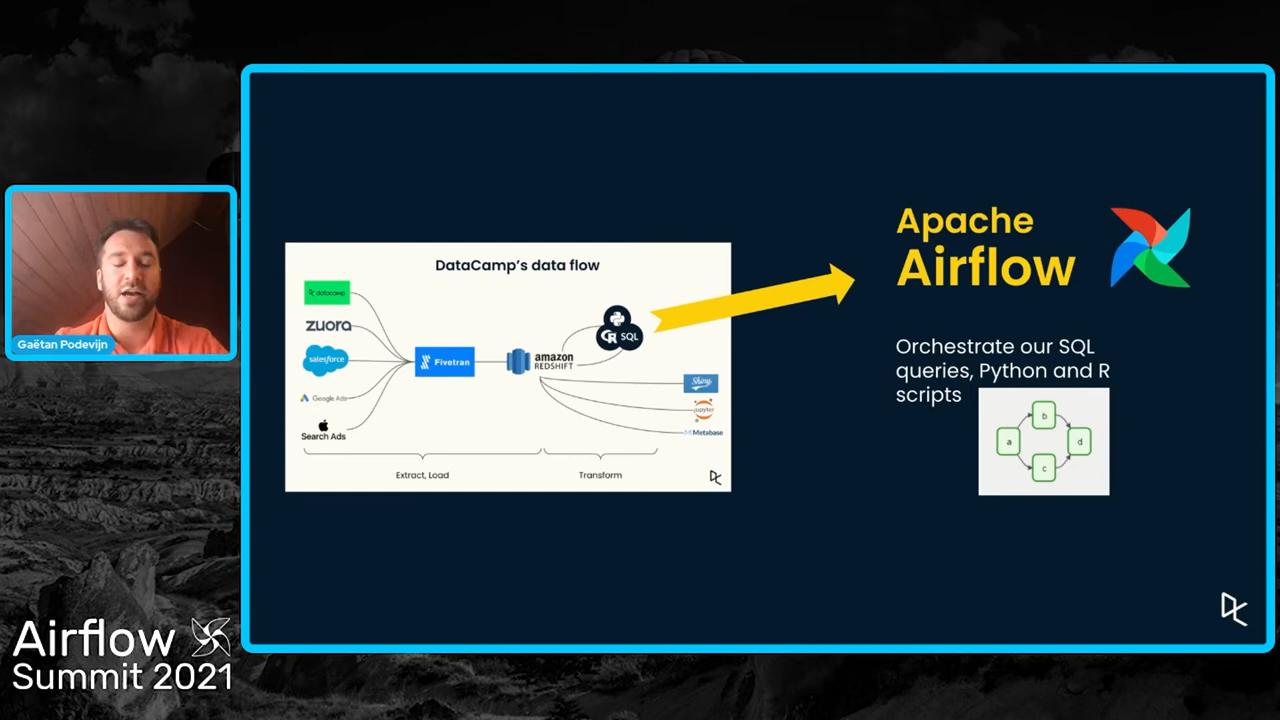 Gaëtan Podevijn
Airflow
Summit 2021
DataCamp's data flow
datacamp
zuora
salesforce
Google Ads
Search Ads
Fivetran
amazon
REDSHIFT
R SQL
Shiny
jupyter
Metabase
Extract, Load
Transform
Apache
Airflow
Orchestrate our SQL
queries, Python and R
scripts
a
b
c
d